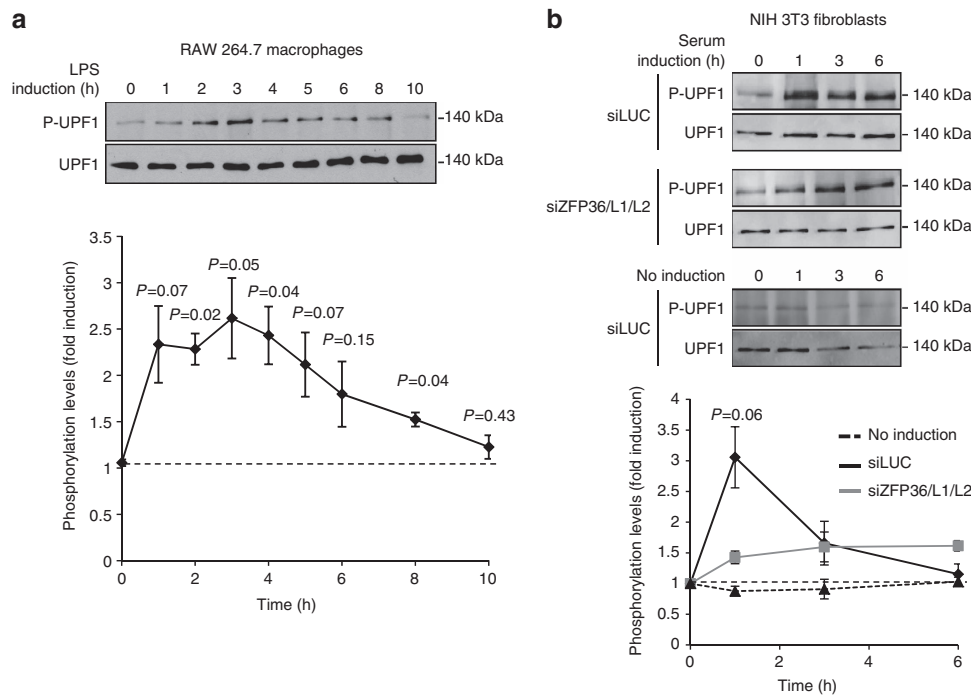 a
RAW 264.7 macrophages
LPS
induction (h) 0 1 2 3 4 5 6 8 10
P-UPF1 -140 kDa
UPF1 -140 kDa
Phosphorylation levels (fold induction)
3.5
3
2.5
2
1.5
1
0.5
0
P=0.07
P=0.02
P=0.05
P=0.04
P=0.07
P=0.15
P=0.04
P=0.43
0 2 4 6 8 10
Time (h)
b
NIH 3T3 fibroblasts
Serum
induction (h) 0 1 3 6
siLUC
P-UPF1 - 140 kDa
UPF1 - 140 kDa
siZFP36/L1/L2
P-UPF1 - 140 kDa
UPF1 - 140 kDa
No induction 0 1 3 6
siLUC
P-UPF1 - 140 kDa
UPF1 - 140 kDa
Phosphorylation levels (fold induction)
4
3.5
3
2.5
2
1.5
1
0.5
0
P=0.06
No induction
siLUC
siZFP36/L1/L2
0 2 4 6
Time (h)